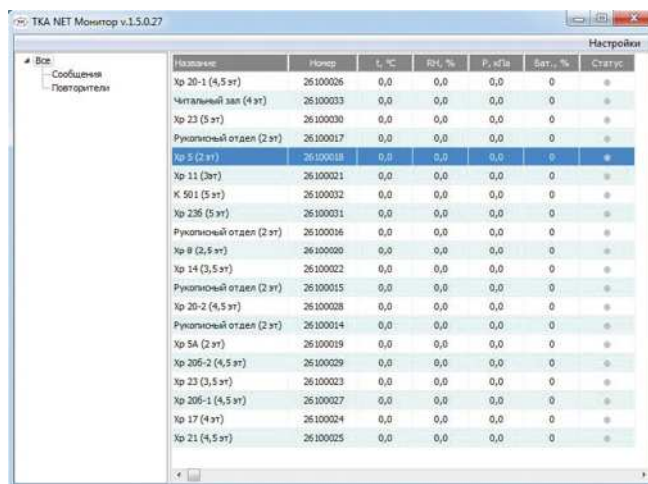 TKA NET Монитор v.1.5.0.27
Настройки
Все
Сообщения
Повторители
Название Номер t, °C RH, % P, кПа Бат., % Статус
Хр 20-1 (4,5 эт) 26100026 0,0 0,0 0,0 0
Читальный зал (4 эт) 26100033 0,0 0,0 0,0 0
Хр 23 (5 эт) 26100030 0,0 0,0 0,0 0
Рукописный отдел (2 эт) 26100017 0,0 0,0 0,0 0
Хр 5 (2 эт) 26100018 0,0 0,0 0,0 0
Хр 11 (3эт) 26100021 0,0 0,0 0,0 0
К 501 (5 эт) 26100032 0,0 0,0 0,0 0
Хр 23б (5 эт) 26100031 0,0 0,0 0,0 0
Рукописный отдел (2 эт) 26100016 0,0 0,0 0,0 0
Хр 8 (2,5 эт) 26100020 0,0 0,0 0,0 0
Хр 14 (3,5 эт) 26100022 0,0 0,0 0,0 0
Рукописный отдел (2 эт) 26100015 0,0 0,0 0,0 0
Хр 20-2 (4,5 эт) 26100028 0,0 0,0 0,0 0
Рукописный отдел (2 эт) 26100014 0,0 0,0 0,0 0
Хр 5А (2 эт) 26100019 0,0 0,0 0,0 0
Хр 20б-2 (4,5 эт) 26100029 0,0 0,0 0,0 0
Хр 23 (3,5 эт) 26100023 0,0 0,0 0,0 0
Хр 20б-1 (4,5 эт) 26100027 0,0 0,0 0,0 0
Хр 17 (4 эт) 26100024 0,0 0,0 0,0 0
Хр 21 (4,5 эт) 26100025 0,0 0,0 0,0 0